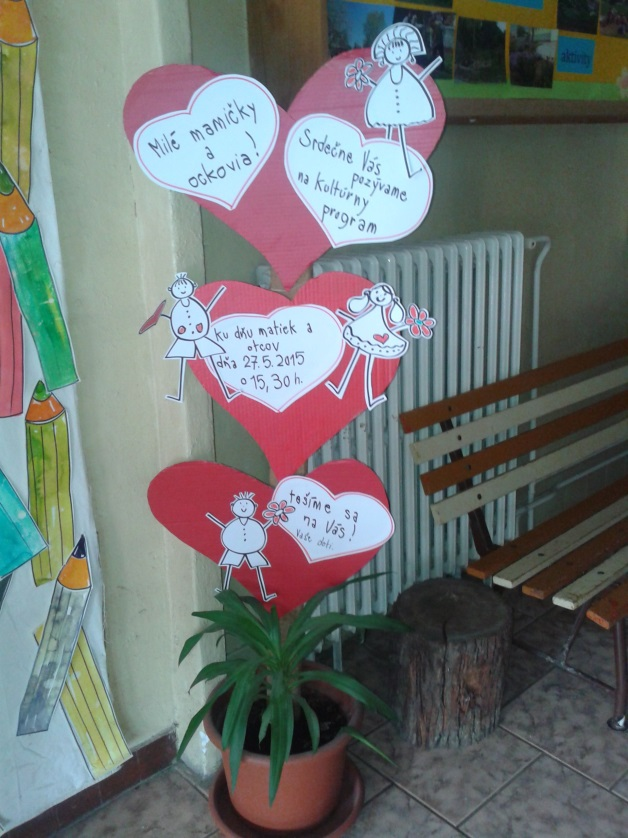 aktivity
Milé mamičky
a
ockovia!
Srdečne Vás
pozývame
na kultúrny
program
ku dňu matiek a
otcov
dňa 27.5.2015
o 15,30 h.
tešíme sa
na Vás!
Vaše deti.